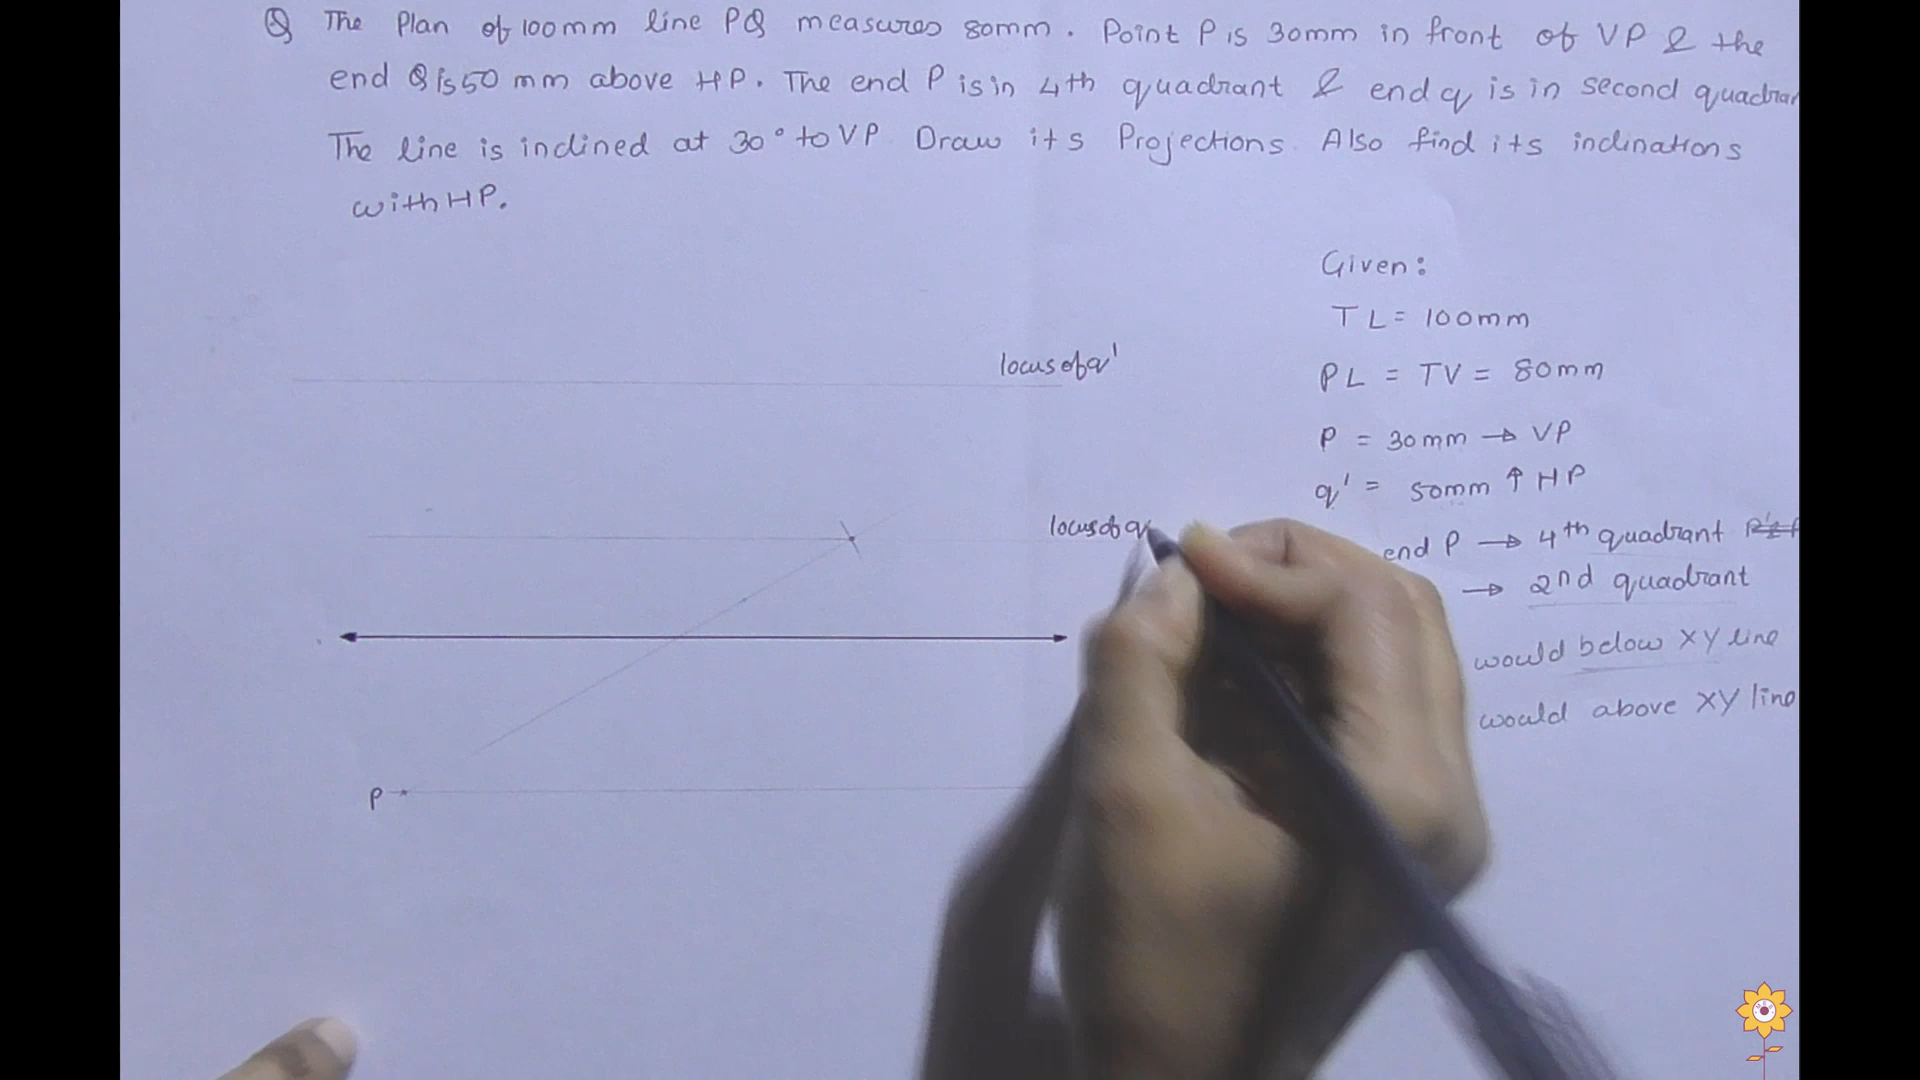 Q The Plan of 100mm line PQ measures 80mm. Point P is 30mm in front of VP & the
end Q is 50 mm above HP. The end P is in 4th quadrant & end q is in second
The line is inclined at 30° to VP Draw its Projections. Also find its inclinations
with HP.
Given:
TL = 100mm
PL = TV = 80mm
P = 30mm → VP
q' = 50mm ↑ HP
end P → 4th quadrant
→ 2nd quadrant
would below XY line
would above XY line
locus of q'
locus of q
P